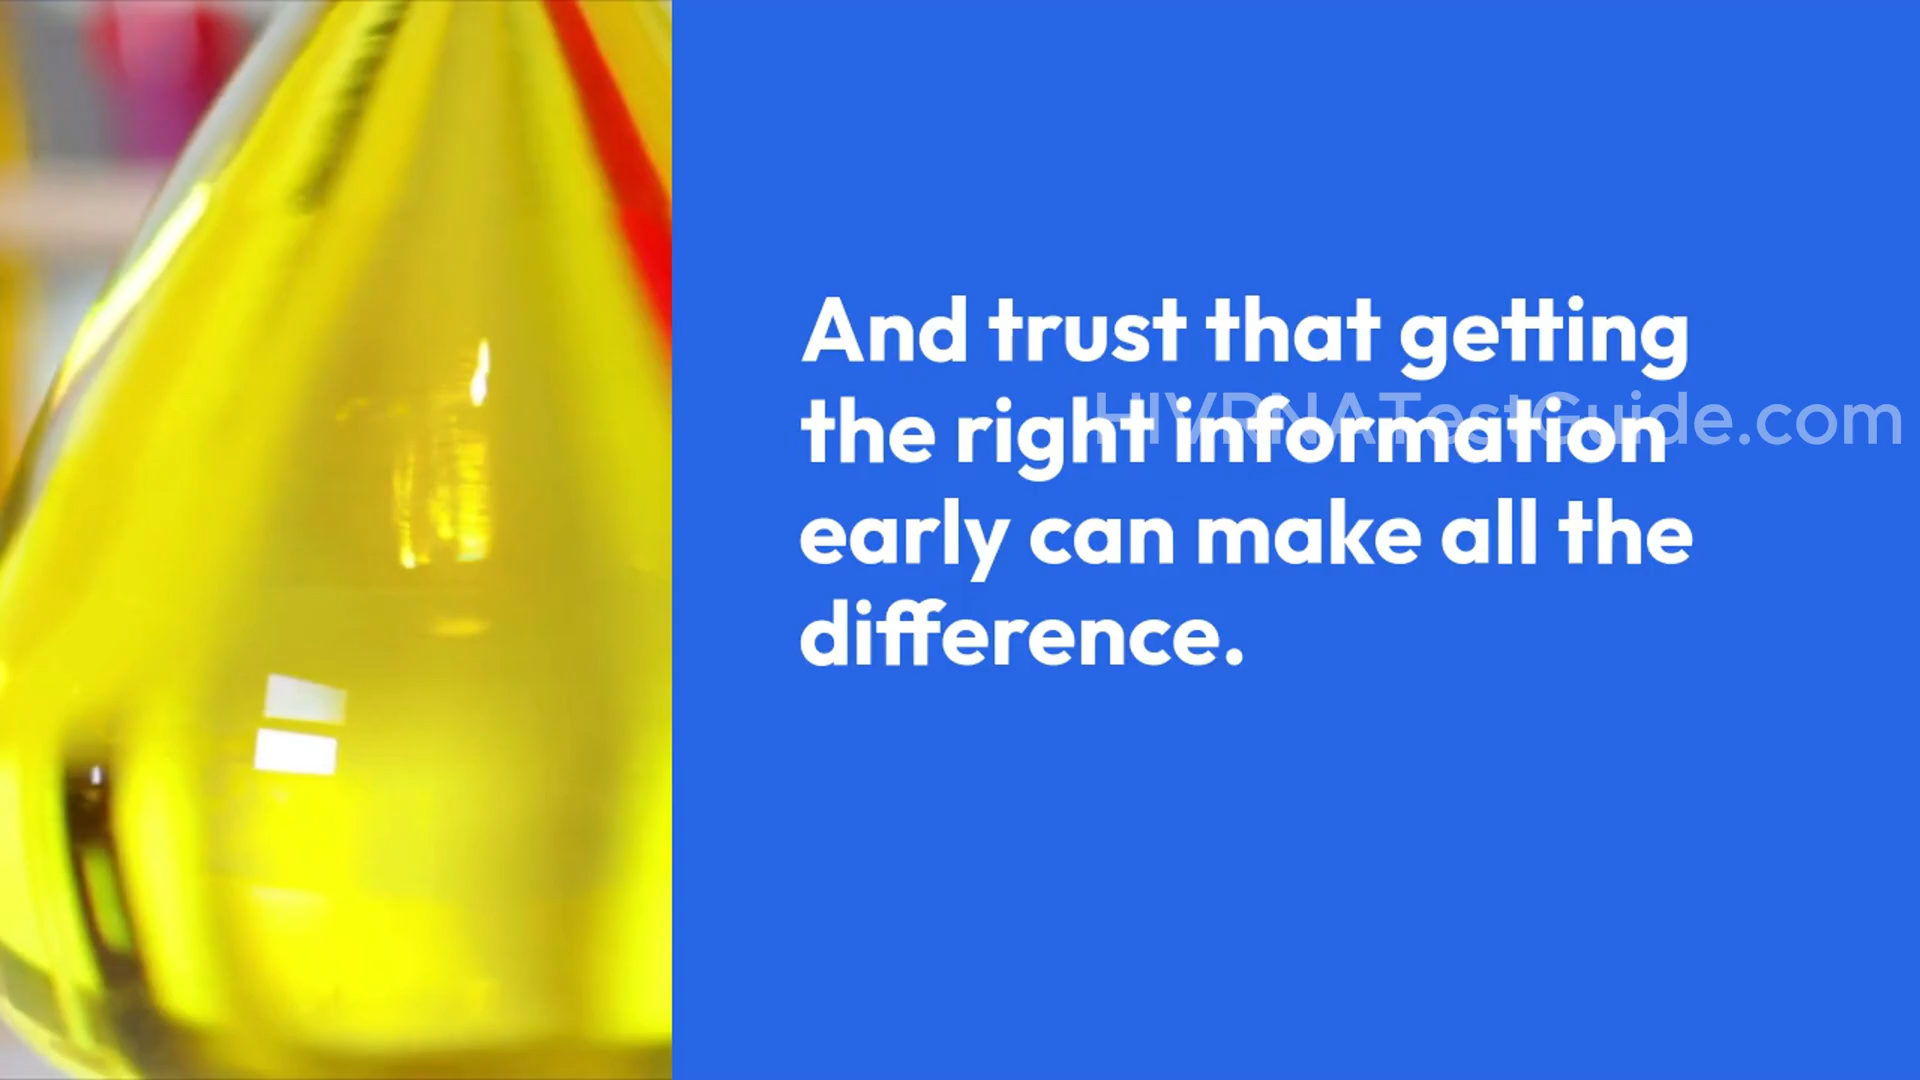 And trust that getting
the right information
early can make all the
difference.
HIVRNATestGuide.com